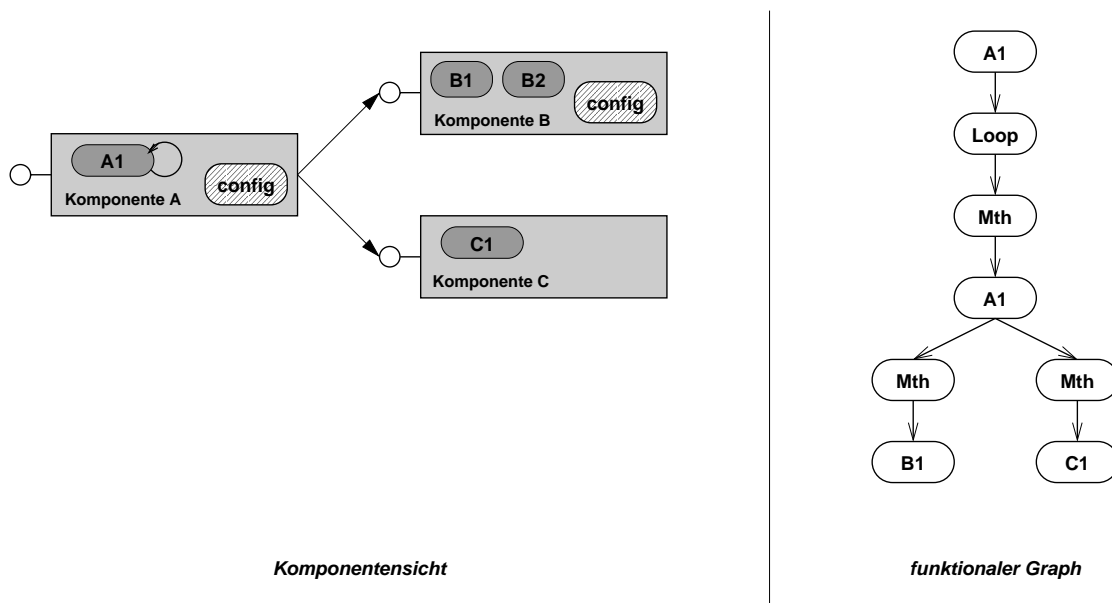 B1 B2
config
Komponente B
A1
config
Komponente A
C1
Komponente C
Komponentensicht
A1
Loop
Mth
A1
Mth Mth
B1 C1
funktionaler Graph